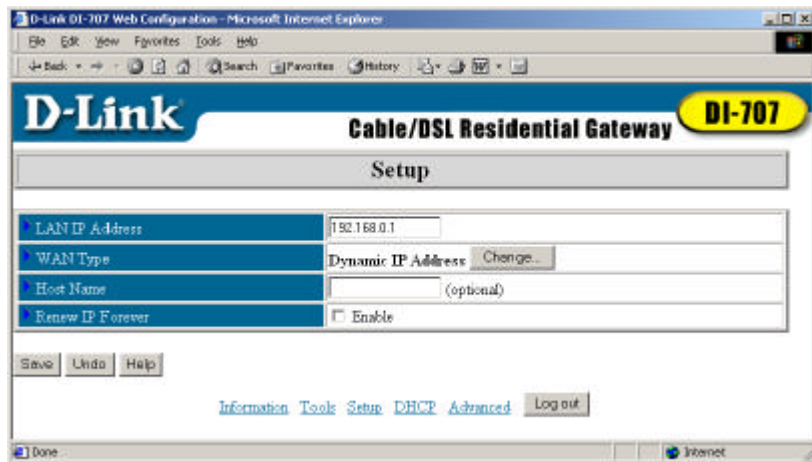 D-Link DI-707 Web Configuration - Microsoft Internet Explorer
File Edit View Favorites Tools Help
Back Search Favorites History
D-Link
Cable/DSL Residential Gateway
DI-707
Setup
LAN IP Address 192.168.0.1
WAN Type Dynamic IP Address Change...
Host Name (optional)
Renew IP Forever Enable
Save Undo Help
Information Tools Setup DHCP Advanced Log out
Done Internet